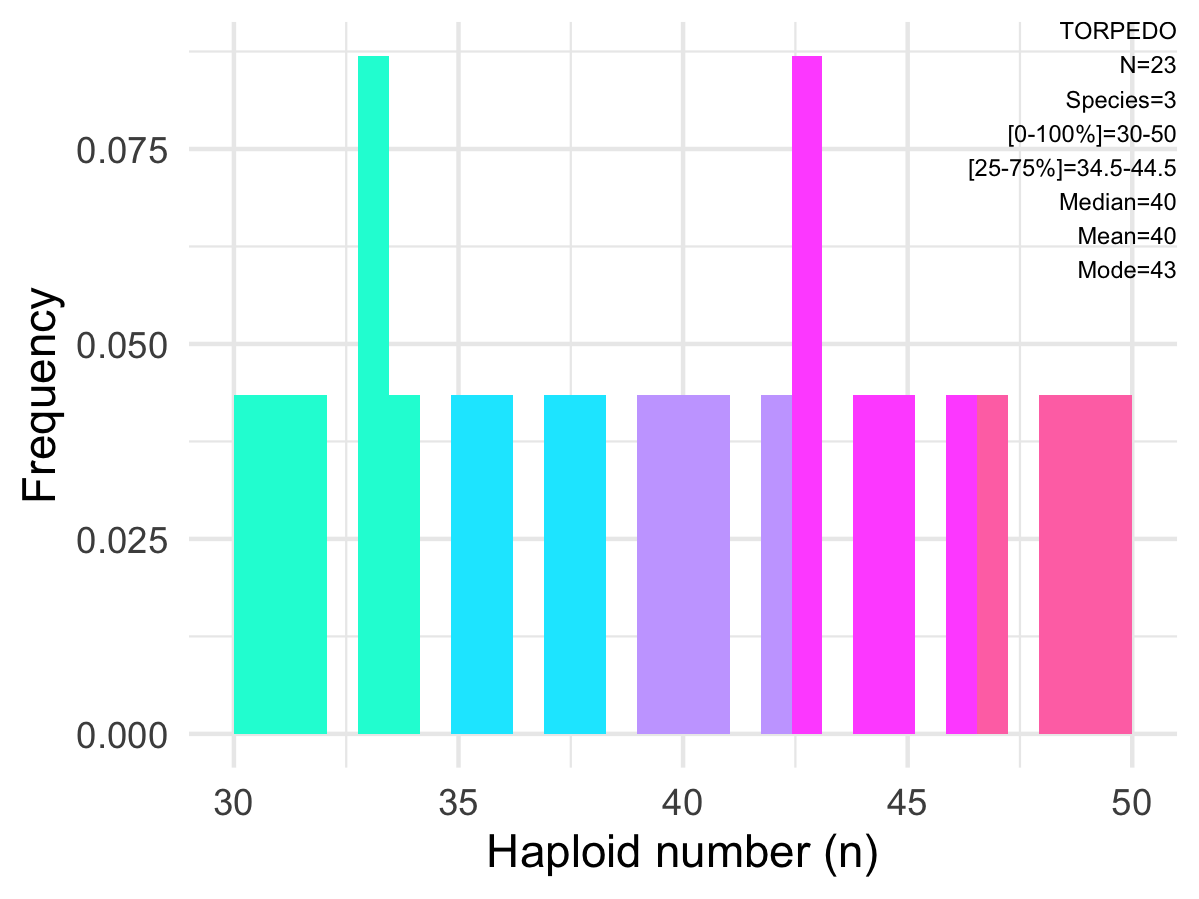 TORPEDO
N=23
Species=3
[0-100%]=30-50
[25-75%]=34.5-44.5
Median=40
Mean=40
Mode=43
Frequency
0.075
0.050
0.025
0.000
30 35 40 45 50
Haploid number (n)